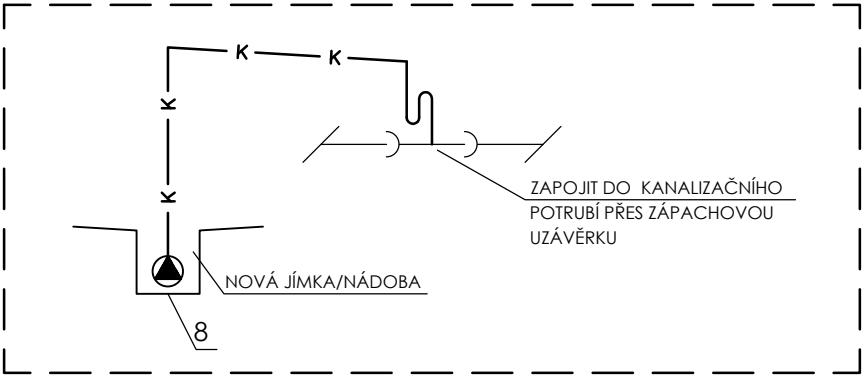 K
K
K
K
ZAPOJIT DO KANALIZAČNÍHO
POTRUBÍ PŘES ZÁPACHOVOU
UZÁVĚRKU
NOVÁ JÍMKA/NÁDOBA
8